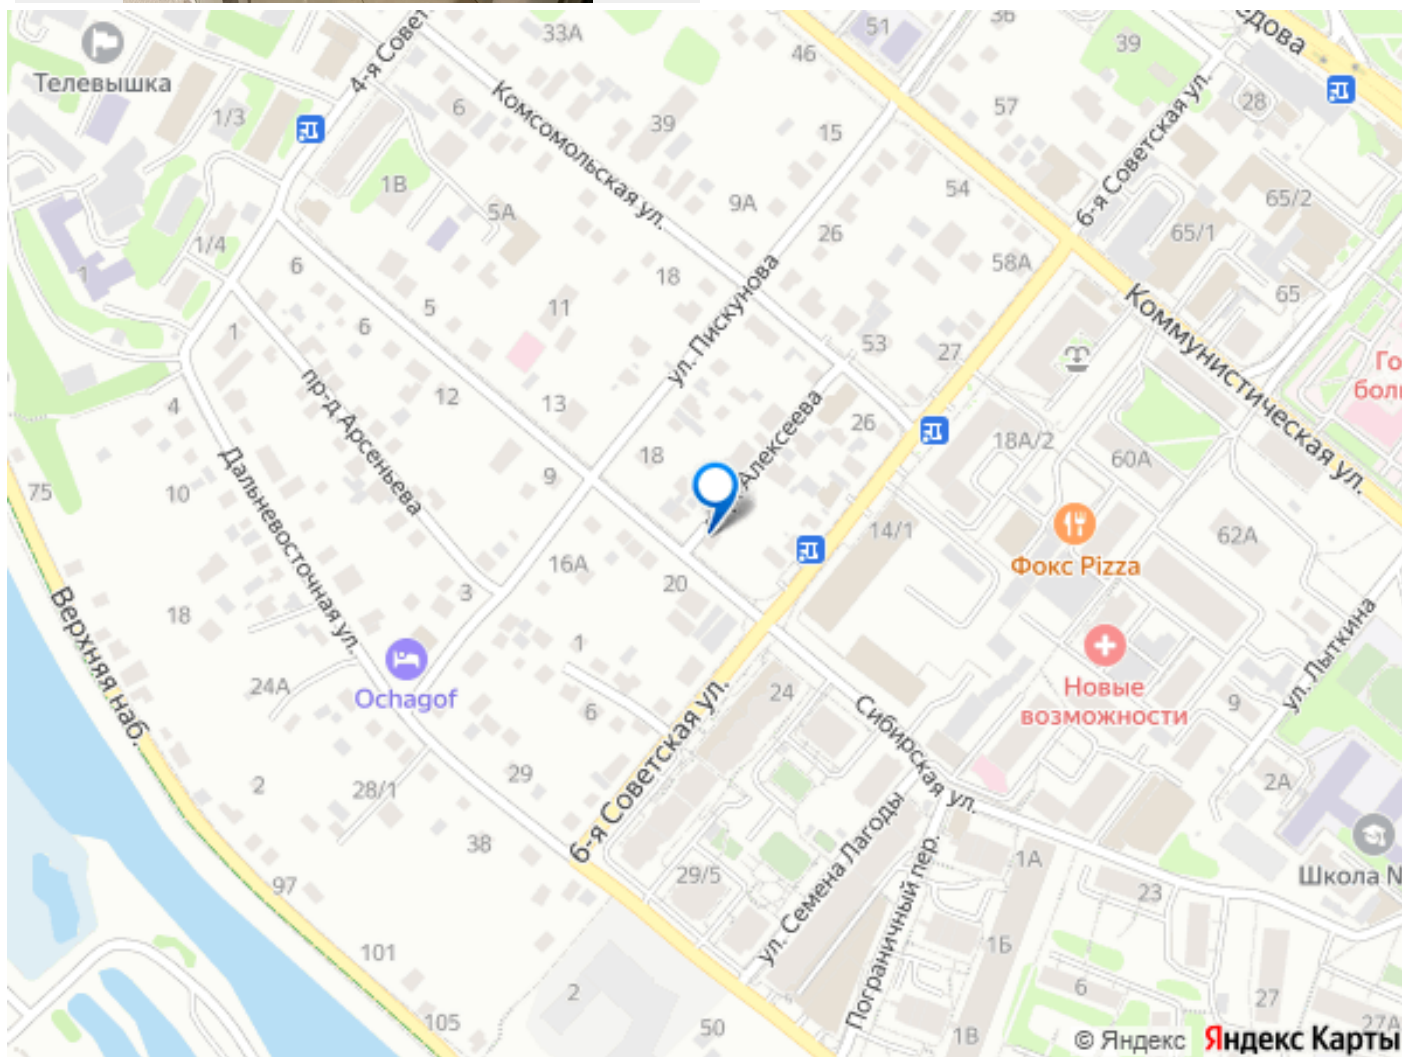 51
36
33А
46
39
едова
Телевышка
4-я Совет
6
Комсомольская ул.
39
57
15
28
6-я Советская ул.
1/3
1В
5А
9А
54
65/2
1/4
26
65/1
1
6
58А
18
ул. Пискунова
65
Коммунистическая ул.
5
11
6
1
53
27
Го
боль
пр-д Арсеньева
12
13
4
26
18А/2
60А
Алексеева
18
9
Дальневосточная ул.
75
10
14/1
62А
Фокс Pizza
16А
20
3
18
Верхняя наб.
1
ул. Лыткина
Новые
возможности
24А
Ochagof
24
9
6
6-я Советская ул.
Сибирская ул.
29
2
28/1
2А
38
29/5
ул. Семена Лагоды
Пограничный пер.
1А
Школа N
23
97
101
1Б
2
6
27
105
50
1В
27А
© Яндекс Яндекс Карты